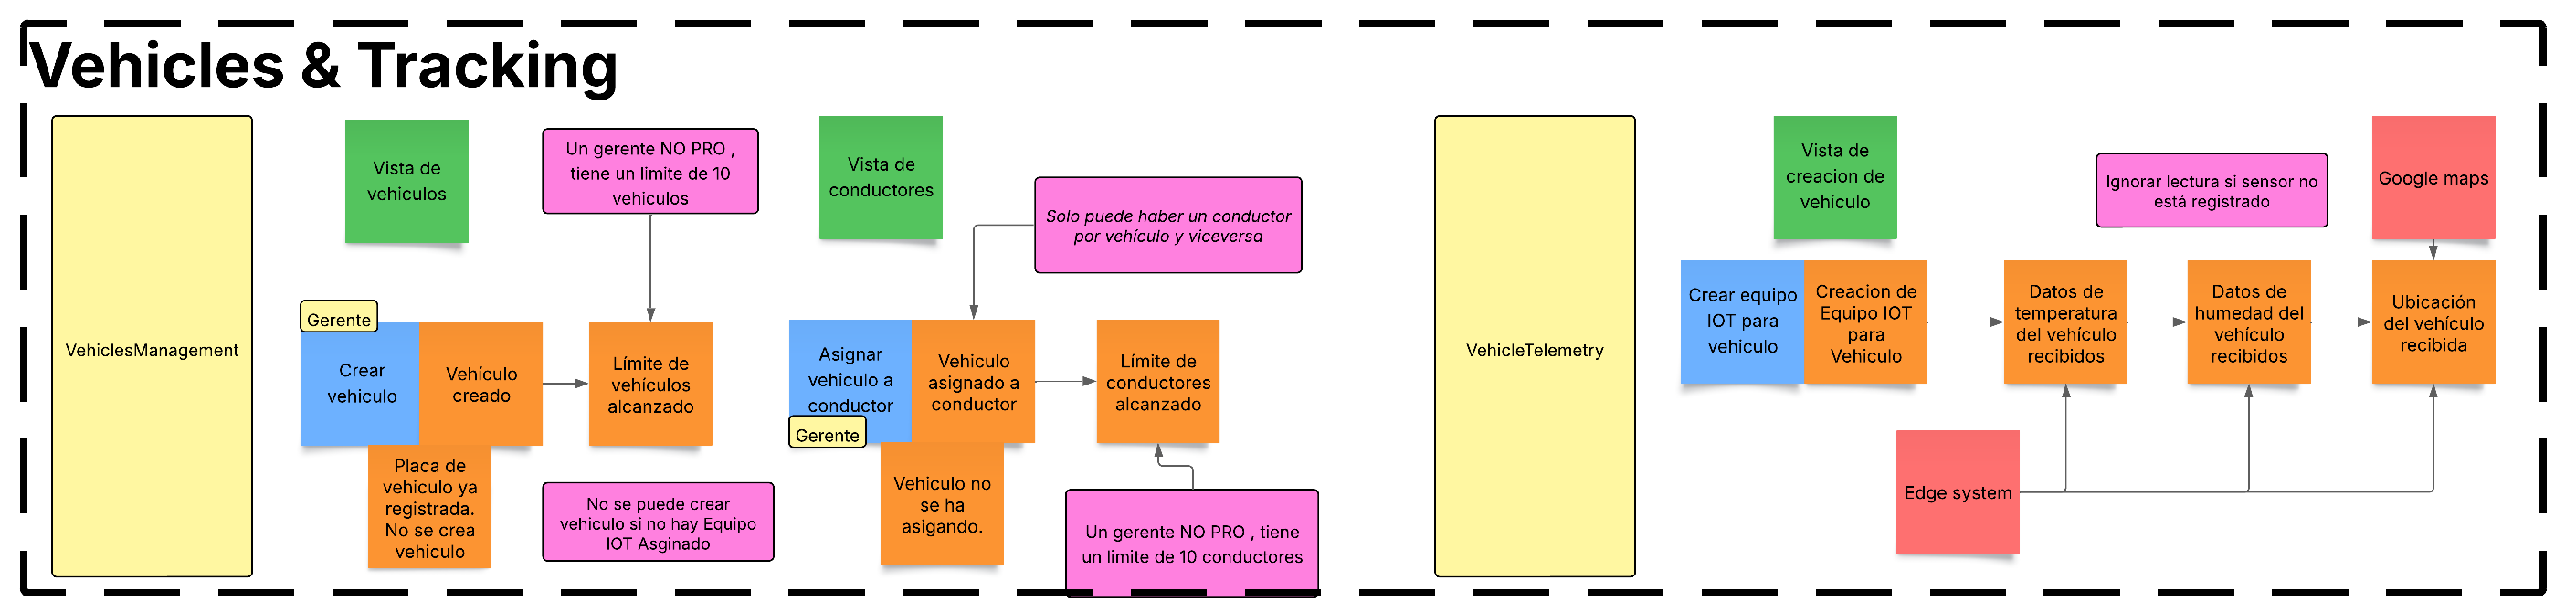 Vehicles & Tracking
VehiclesManagement
Vista de
vehiculos
Un gerente NO PRO ,
tiene un limite de 10
vehiculos
Gerente
Crear
vehiculo
Vehículo
creado
Límite de
vehículos
alcanzado
Placa de
vehiculo ya
registrada.
No se crea
vehiculo
No se puede crear
vehiculo si no hay Equipo
IOT Asginado
Vista de
conductores
Solo puede haber un conductor
por vehículo y viceversa
Asignar
vehiculo a
conductor
Gerente
Vehiculo
asignado a
conductor
Límite de
conductores
alcanzado
Vehiculo no
se ha
asigando.
Un gerente NO PRO , tiene
un limite de 10 conductores
VehicleTelemetry
Vista de
creacion de
vehiculo
Ignorar lectura si sensor no
está registrado
Google maps
Crear equipo
IOT para
vehiculo
Creacion de
Equipo IOT
para
Vehiculo
Datos de
temperatura
del vehículo
recibidos
Datos de
humedad del
vehículo
recibidos
Ubicación
del vehículo
recibida
Edge system